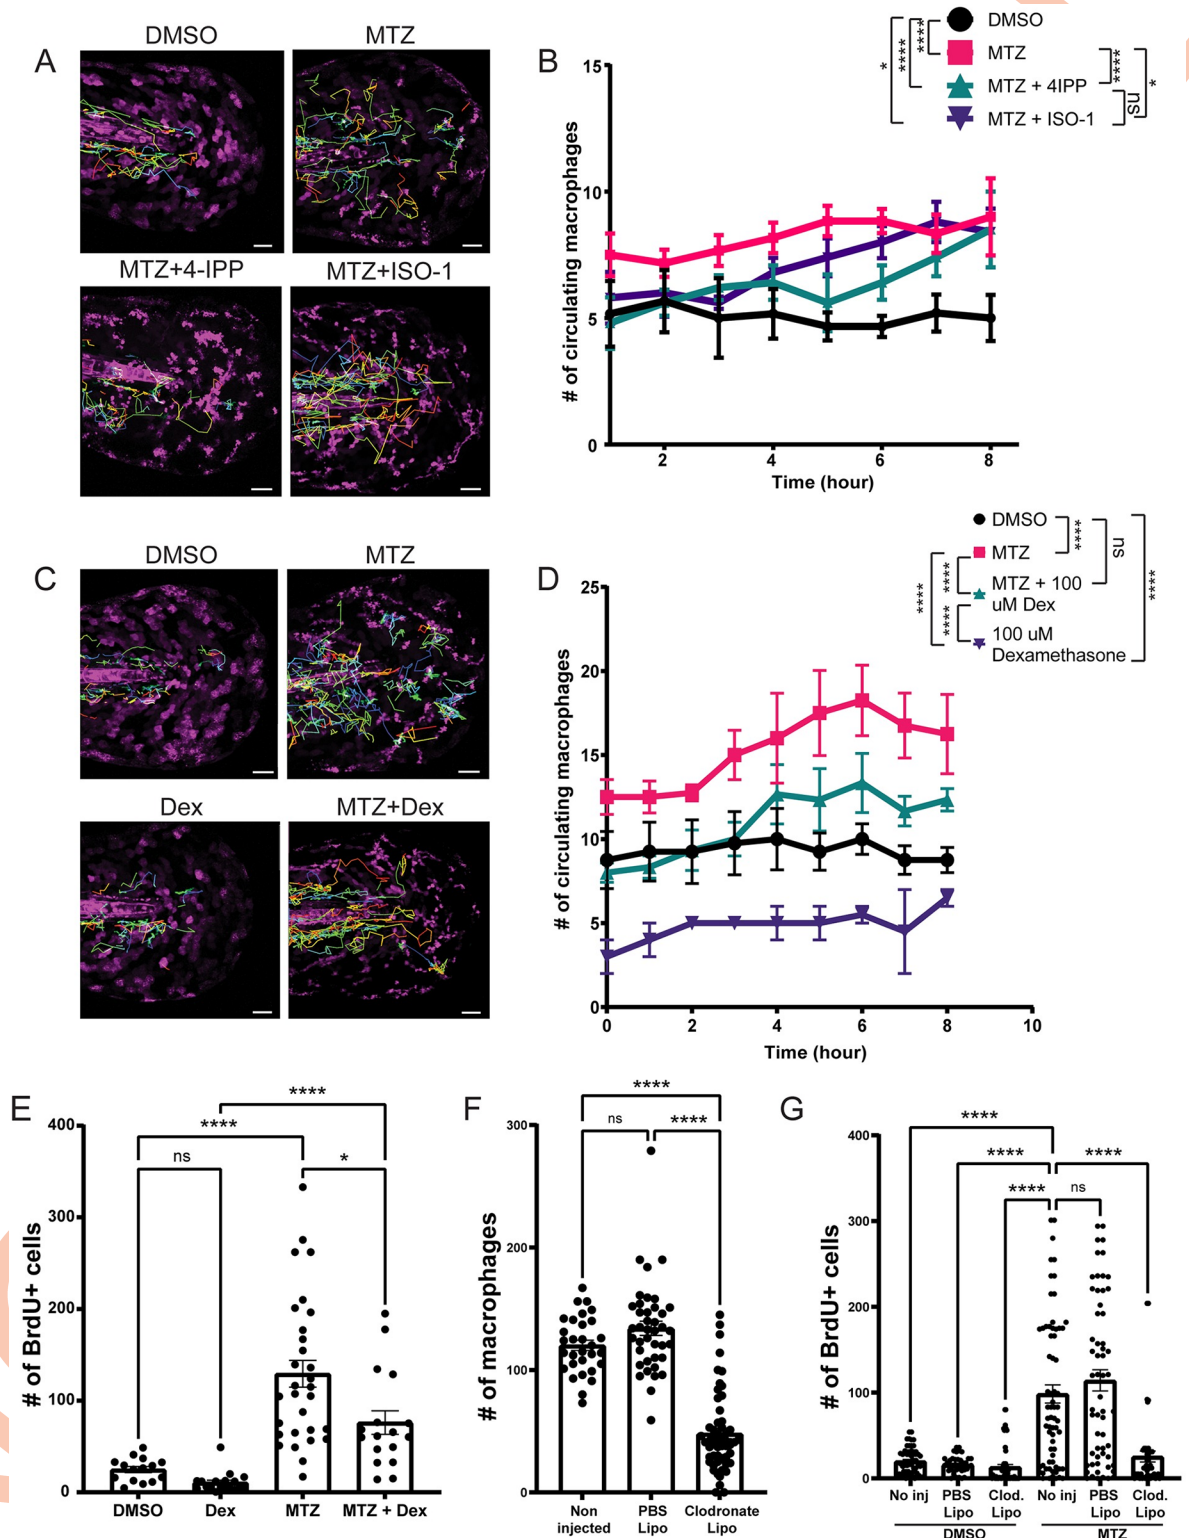 A
DMSO
MTZ
MTZ+4-IPP
MTZ+ISO-1
B
DMSO
MTZ
MTZ + 4IPP
MTZ + ISO-1
*
****
****
****
ns
*
# of circulating macrophages
15
10
5
0
2
4
6
8
Time (hour)
C
DMSO
MTZ
Dex
MTZ+Dex
D
DMSO
MTZ
MTZ + 100
uM Dex
100 uM
Dexamethasone
****
****
****
****
ns
****
# of circulating macrophages
25
20
15
10
5
0
0
2
4
6
8
10
Time (hour)
E
****
****
ns
*
# of BrdU+ cells
400
300
200
100
0
DMSO
Dex
MTZ
MTZ + Dex
F
****
ns
****
# of macrophages
300
200
100
0
Non
injected
PBS
Lipo
Clodronate
Lipo
G
****
****
****
****
ns
# of BrdU+ cells
400
300
200
100
0
No inj
PBS
Lipo
Clod.
Lipo
No inj
PBS
Lipo
Clod.
Lipo
DMSO
MTZ